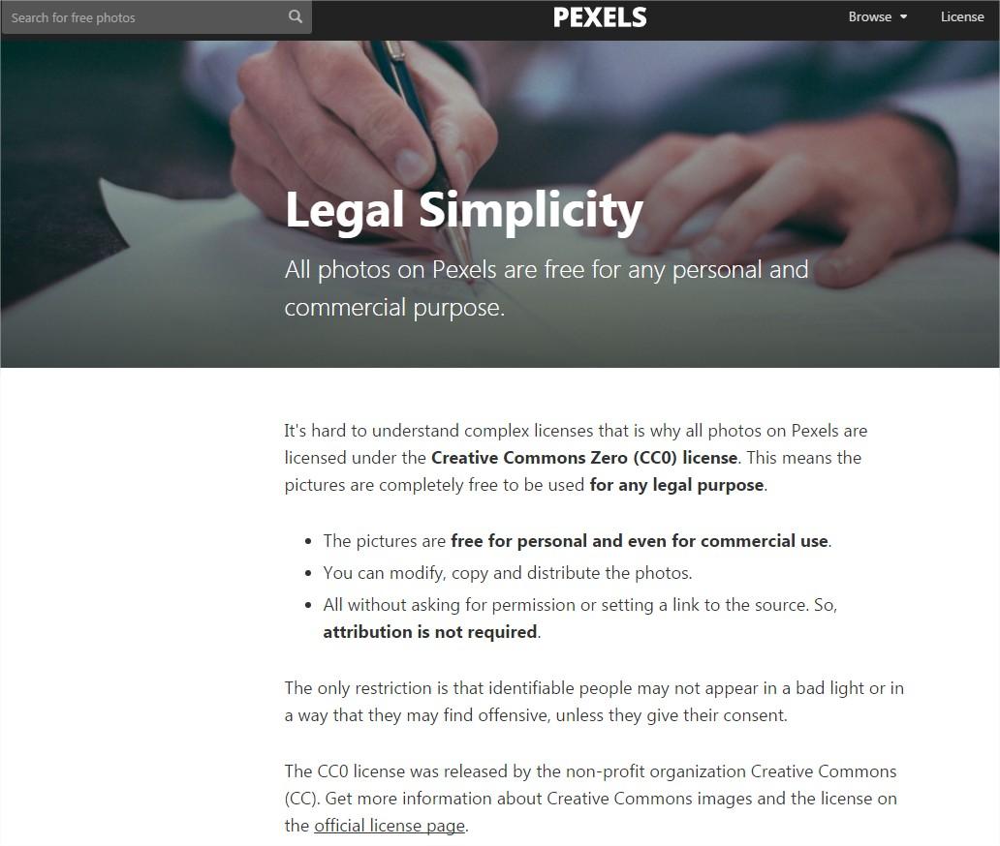 Search for free photos
PEXELS
Browse
License
Legal Simplicity
All photos on Pexels are free for any personal and
commercial purpose.
It's hard to understand complex licenses that is why all photos on Pexels are
licensed under the Creative Commons Zero (CC0) license. This means the
pictures are completely free to be used for any legal purpose.
• The pictures are free for personal and even for commercial use.
• You can modify, copy and distribute the photos.
• All without asking for permission or setting a link to the source. So,
attribution is not required.
The only restriction is that identifiable people may not appear in a bad light or in
a way that they may find offensive, unless they give their consent.
The CC0 license was released by the non-profit organization Creative Commons
(CC). Get more information about Creative Commons images and the license on
the official license page.